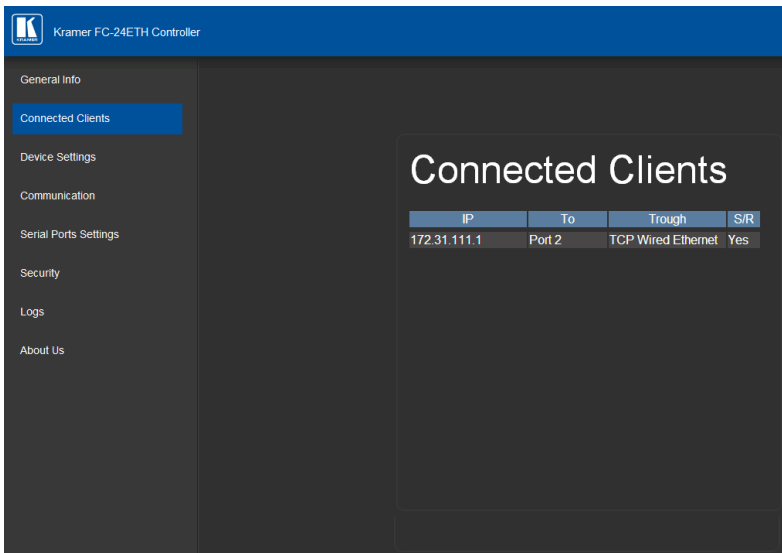 KRAMER
Kramer FC-24ETH Controller
General Info
Connected Clients
Device Settings
Communication
Serial Ports Settings
Security
Logs
About Us
Connected Clients
IP To Trough S/R
172.31.111.1 Port 2 TCP Wired Ethernet Yes